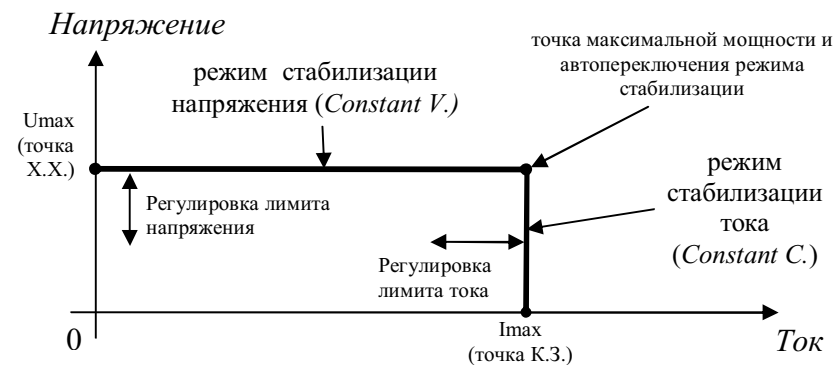 Напряжение
точка максимальной мощности и
автопереключения режима
стабилизации
режим стабилизации
напряжения (Constant V.)
Umax
(точка
Х.Х.)
Регулировка лимита
напряжения
режим
стабилизации
тока
(Constant C.)
Регулировка
лимита тока
0
Imax
(точка К.З.)
Ток